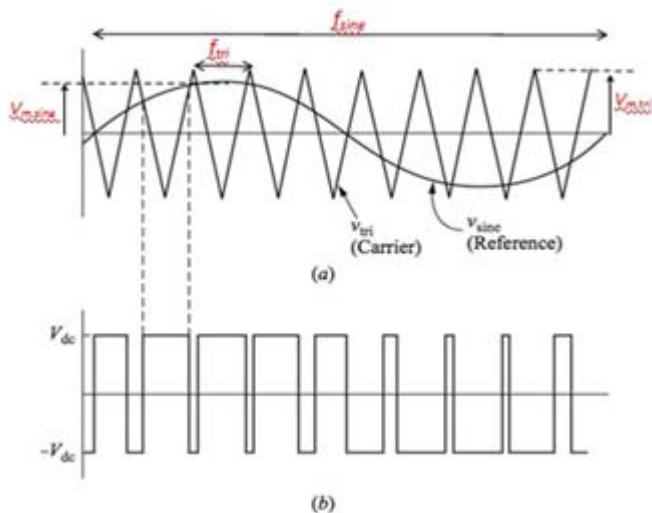 f_sine
f_tri
V_m,sine
V_m,tri
v_tri
(Carrier)
v_sine
(Reference)
(a)
V_dc
−V_dc
(b)